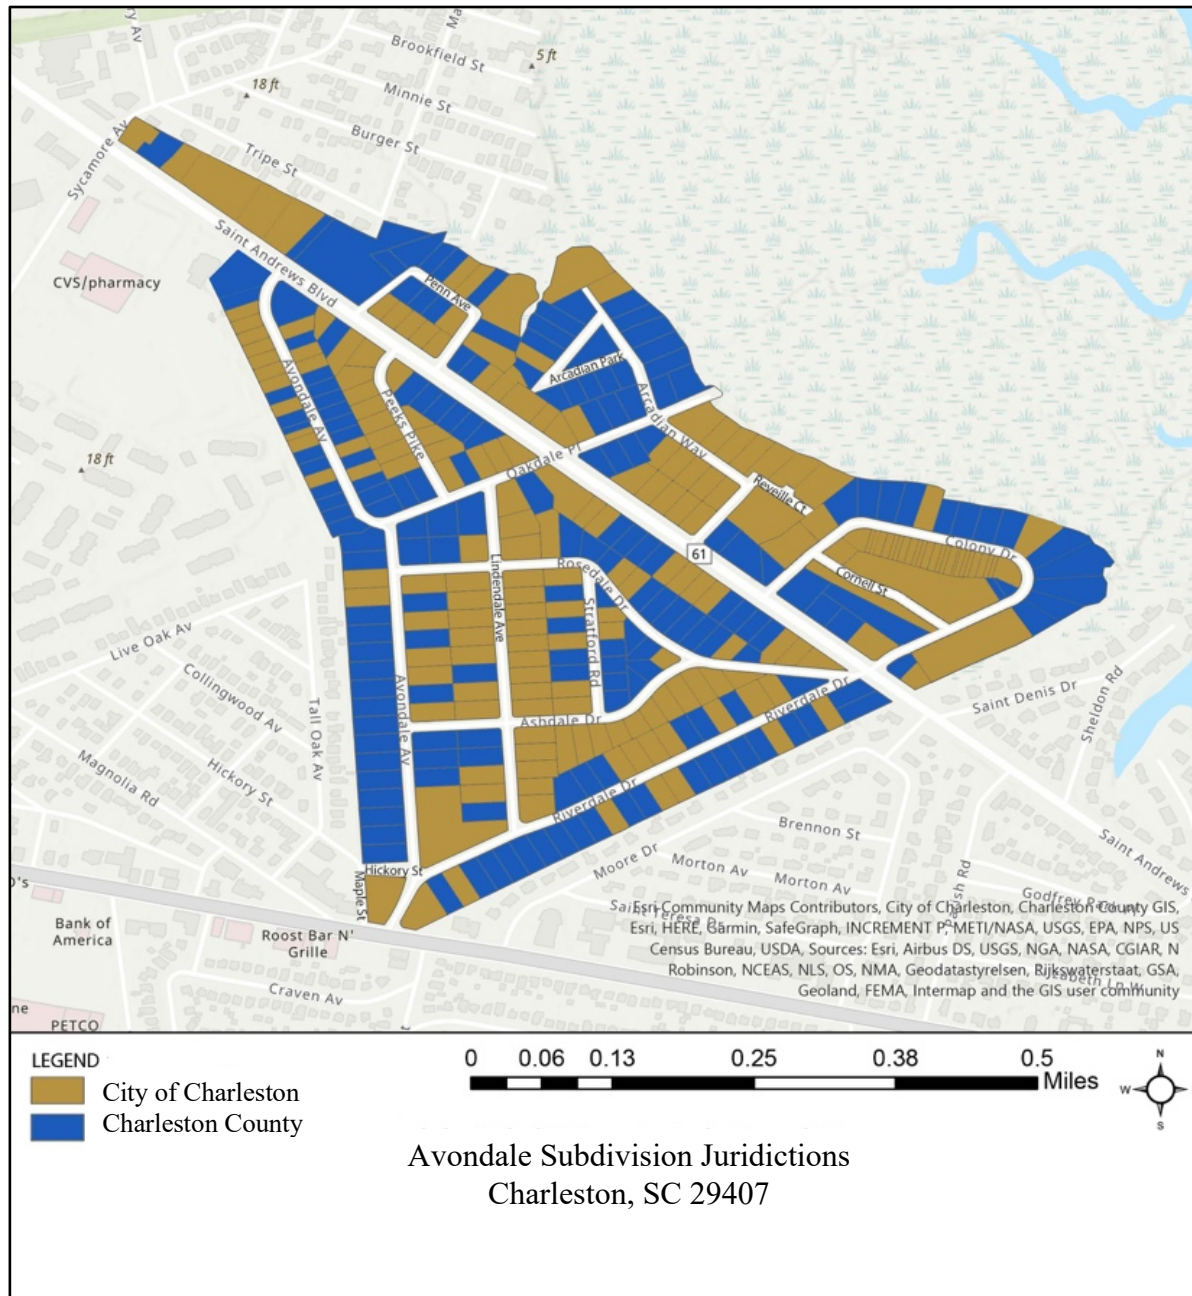 ry Av
Ma
Brookfield St
5 ft
18 ft
Minnie St
Burger St
Tripe St
Sycamore Av
Saint Andrews Blvd
CVS/pharmacy
Penn Ave
Arcadian Park
Avondale Av
Peeks Pike
Arcadian Way
18 ft
Oakdale Pl
Reveille Ct
61
Colony Dr
Cornell St
Rosedale Dr
Lindendale Ave
Stratford Rd
Live Oak Av
Collingwood Av
Tall Oak Av
Avondale Av
Ashdale Dr
Riverdale Dr
Saint Denis Dr
Sheldon Rd
Magnolia Rd
Hickory St
Riverdale Dr
Brennon St
Saint Andrews
Moore Dr
Morton Av
Morton Av
Hickory St
Maple St
O's
Bank of
America
Roost Bar N'
Grille
Craven Av
ne
PETCO
Esri Community Maps Contributors, City of Charleston, Charleston County GIS,
Esri, HERE, Garmin, SafeGraph, INCREMENT P, METI/NASA, USGS, EPA, NPS, US
Census Bureau, USDA, Sources: Esri, Airbus DS, USGS, NGA, NASA, CGIAR, N
Robinson, NCEAS, NLS, OS, NMA, Geodatastyrelsen, Rijkswaterstaat, GSA,
Geoland, FEMA, Intermap and the GIS user community
LEGEND
City of Charleston
Charleston County
0 0.06 0.13 0.25 0.38 0.5
Miles
N
W
S
Avondale Subdivision Juridictions
Charleston, SC 29407